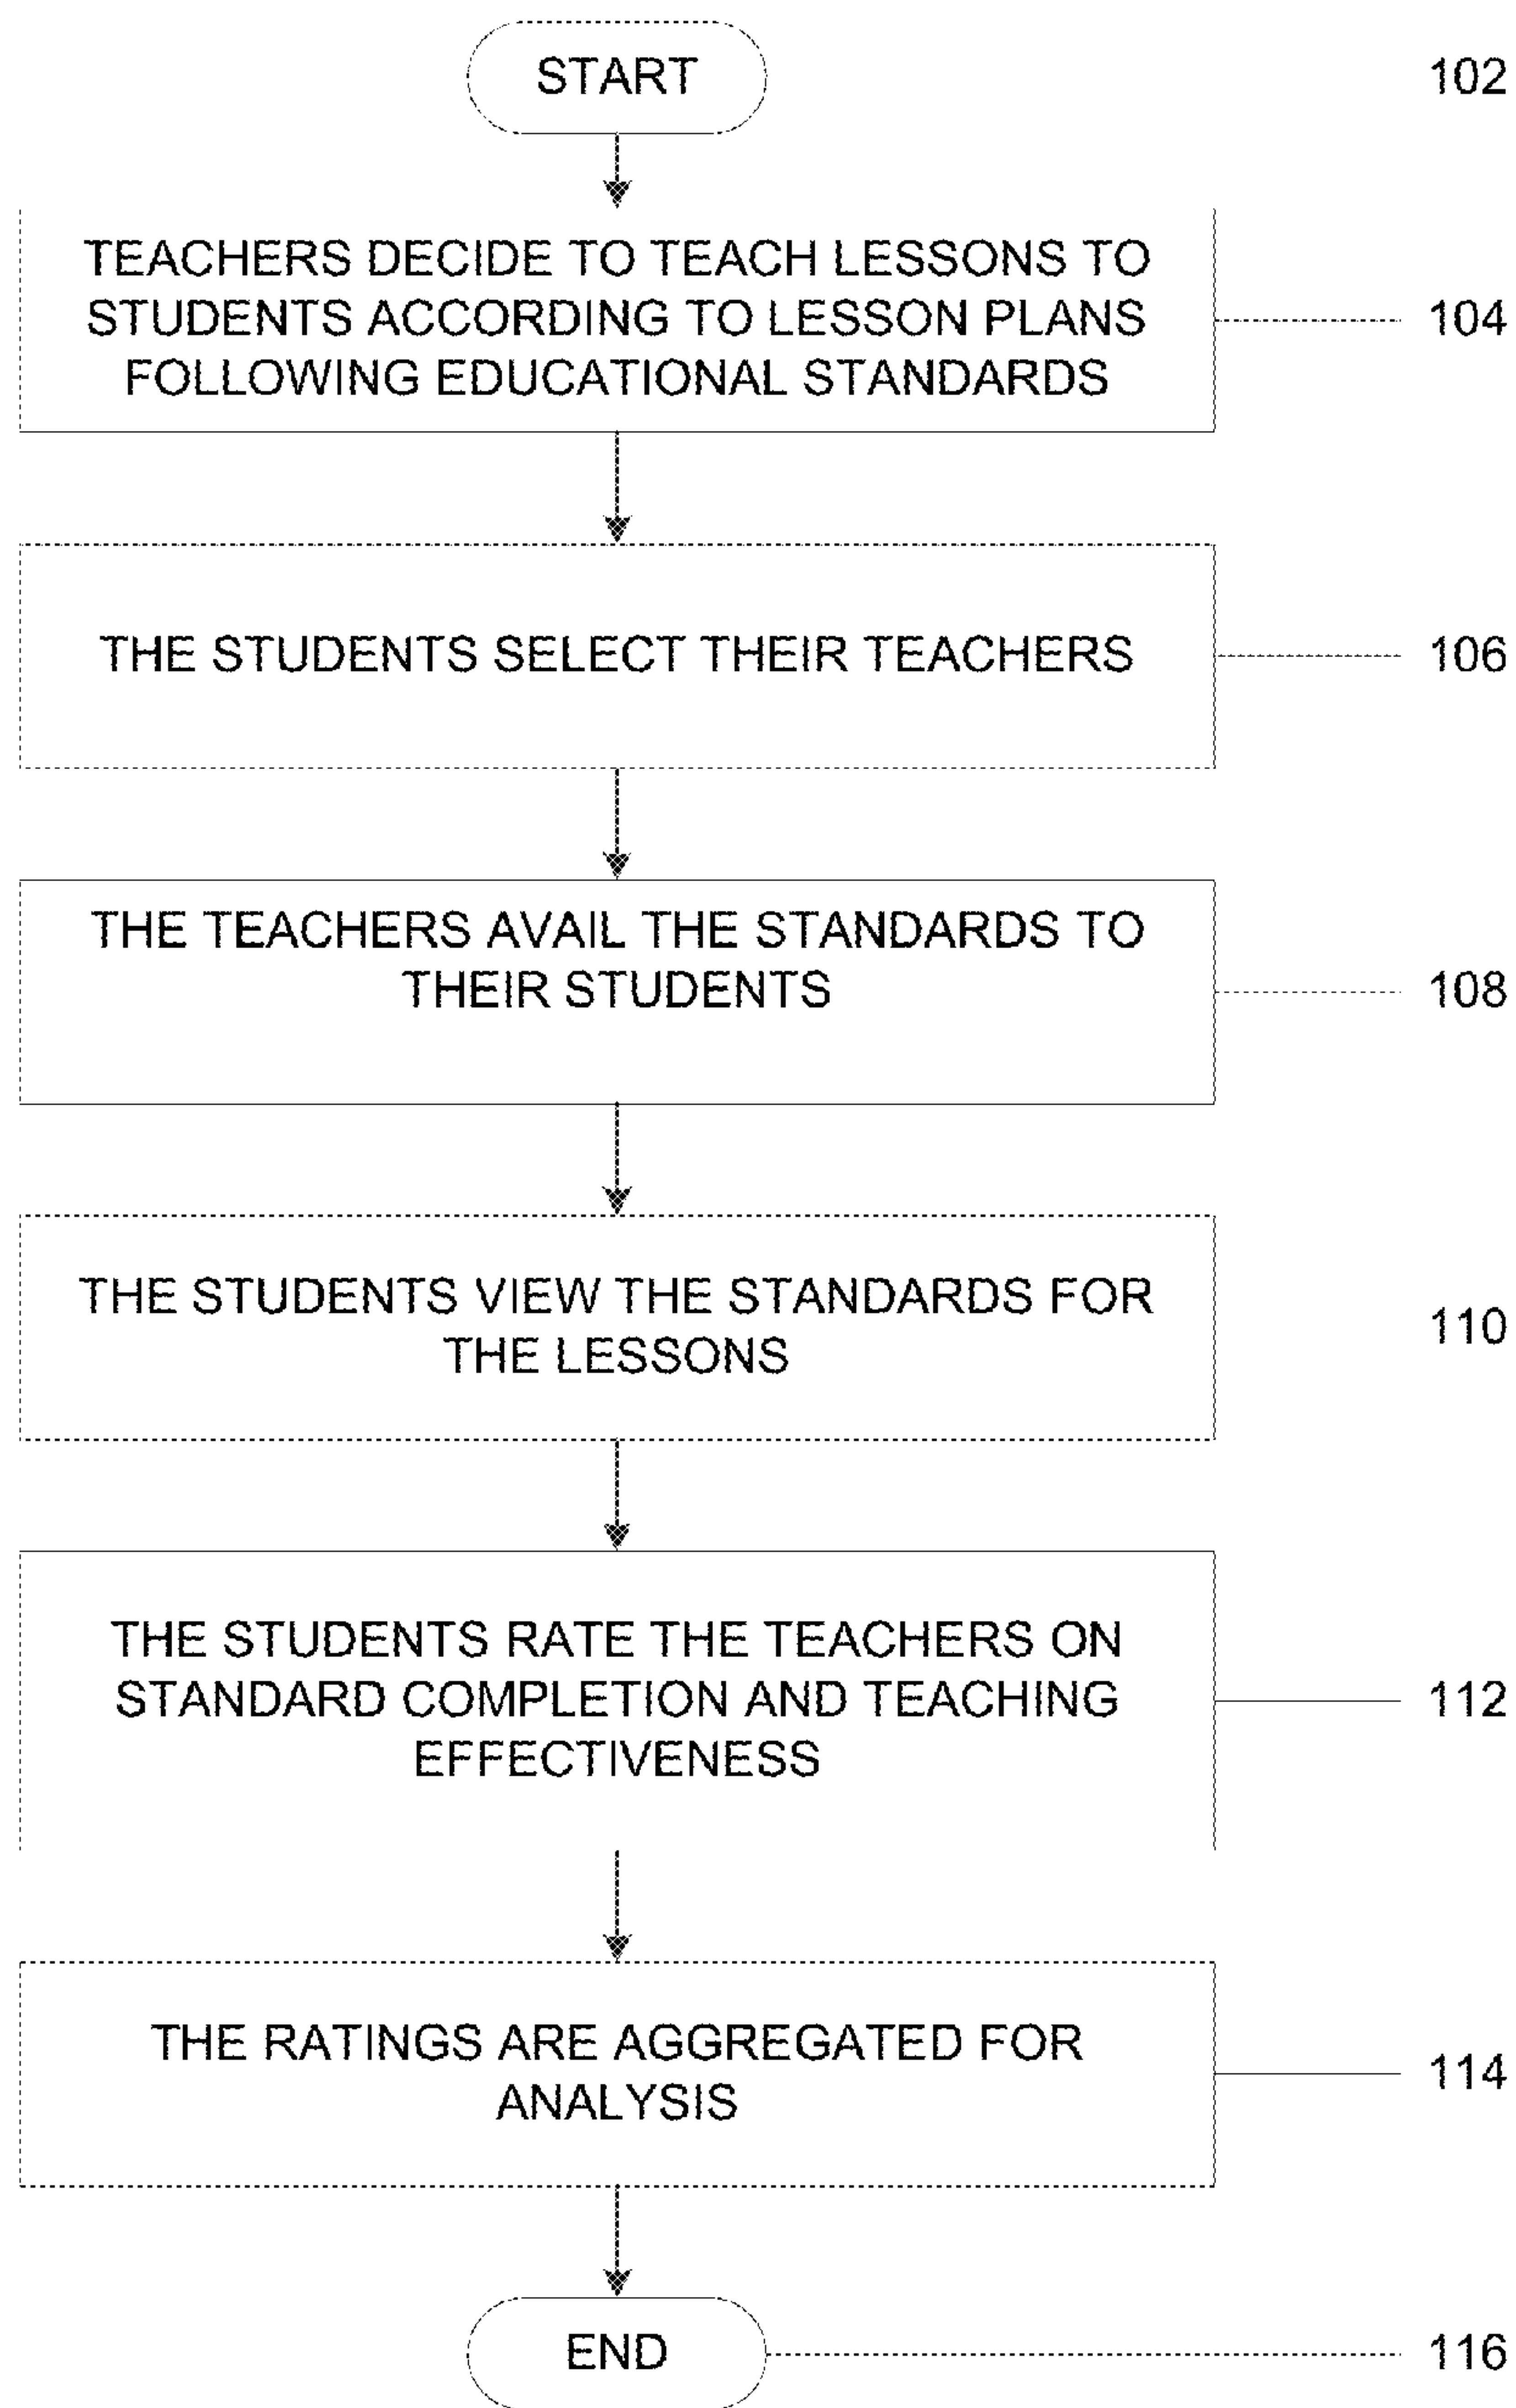 START
102
TEACHERS DECIDE TO TEACH LESSONS TO
STUDENTS ACCORDING TO LESSON PLANS
FOLLOWING EDUCATIONAL STANDARDS
104
THE STUDENTS SELECT THEIR TEACHERS
106
THE TEACHERS AVAIL THE STANDARDS TO
THEIR STUDENTS
108
THE STUDENTS VIEW THE STANDARDS FOR
THE LESSONS
110
THE STUDENTS RATE THE TEACHERS ON
STANDARD COMPLETION AND TEACHING
EFFECTIVENESS
112
THE RATINGS ARE AGGREGATED FOR
ANALYSIS
114
END
116